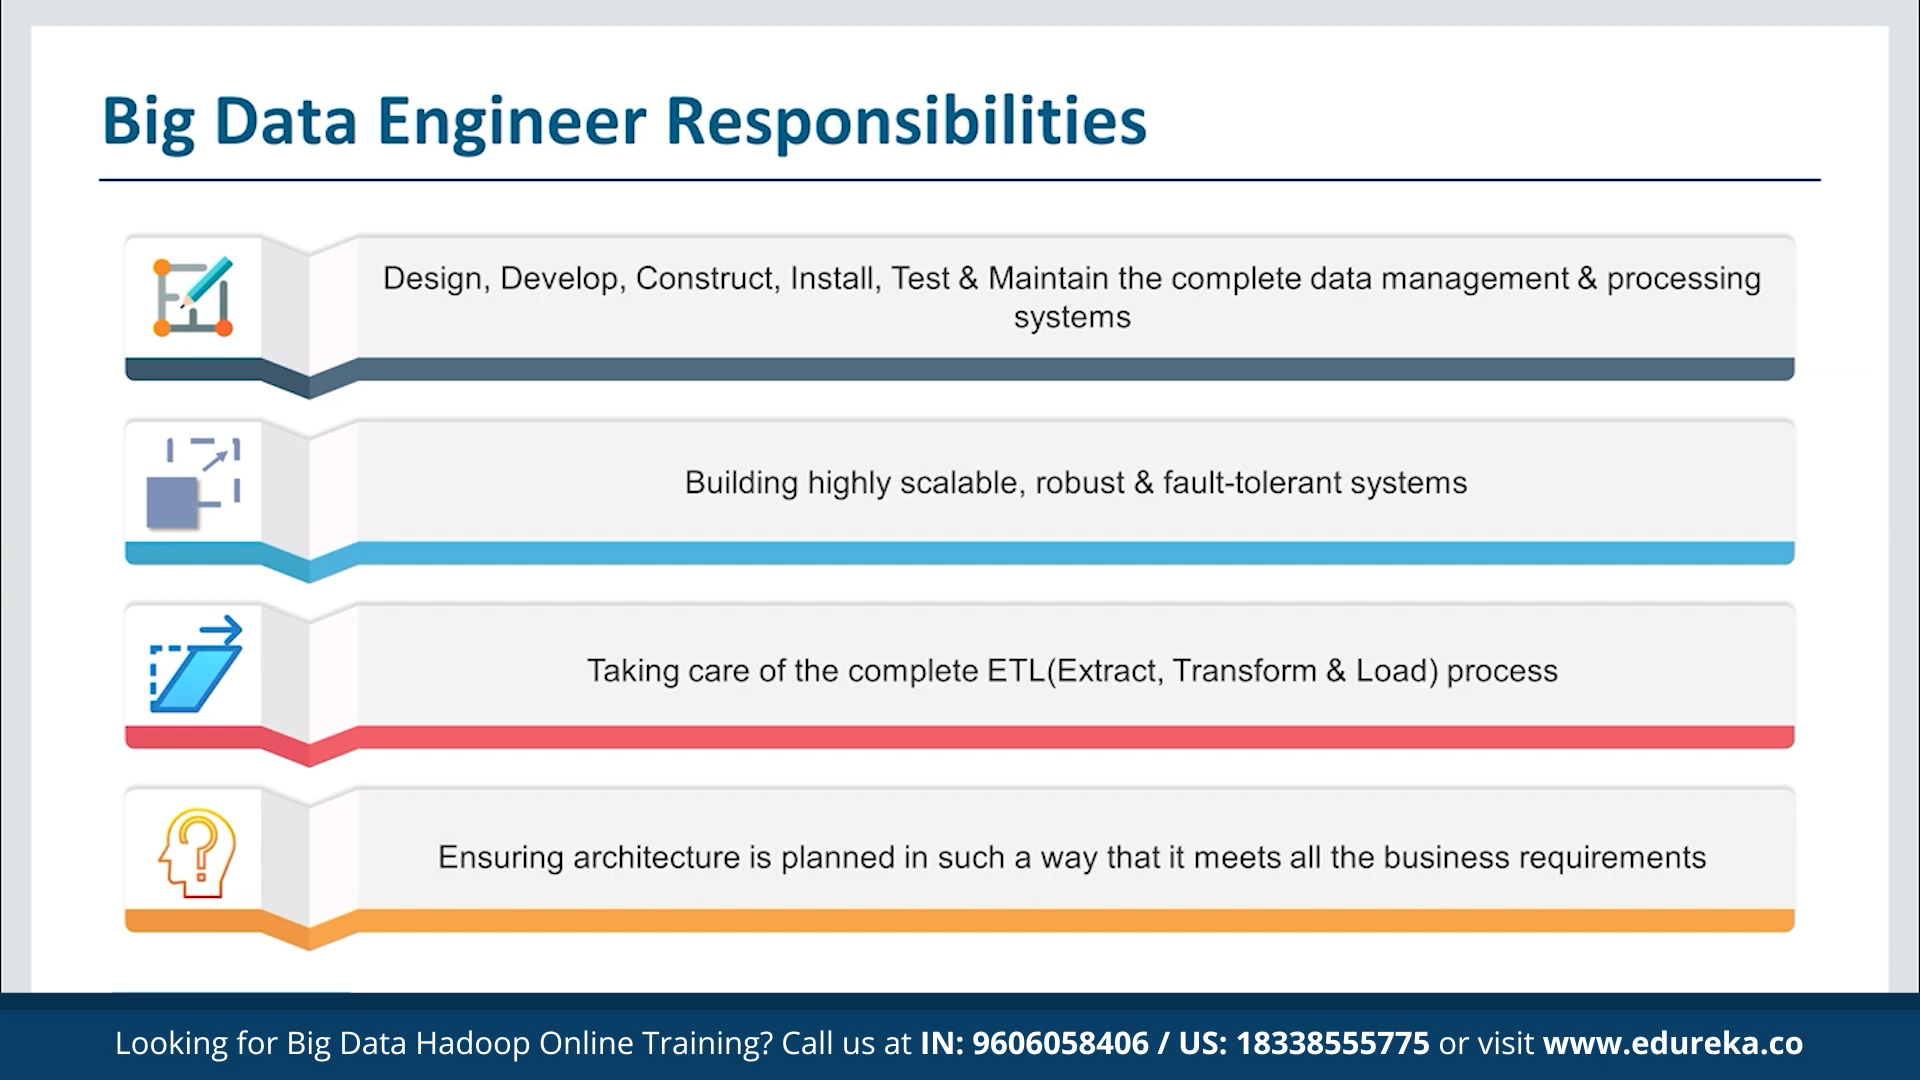 Big Data Engineer Responsibilities
Design, Develop, Construct, Install, Test & Maintain the complete data management & processing
systems
Building highly scalable, robust & fault-tolerant systems
Taking care of the complete ETL(Extract, Transform & Load) process
?
Ensuring architecture is planned in such a way that it meets all the business requirements
Looking for Big Data Hadoop Online Training? Call us at IN: 9606058406 / US: 18338555775 or visit www.edureka.co